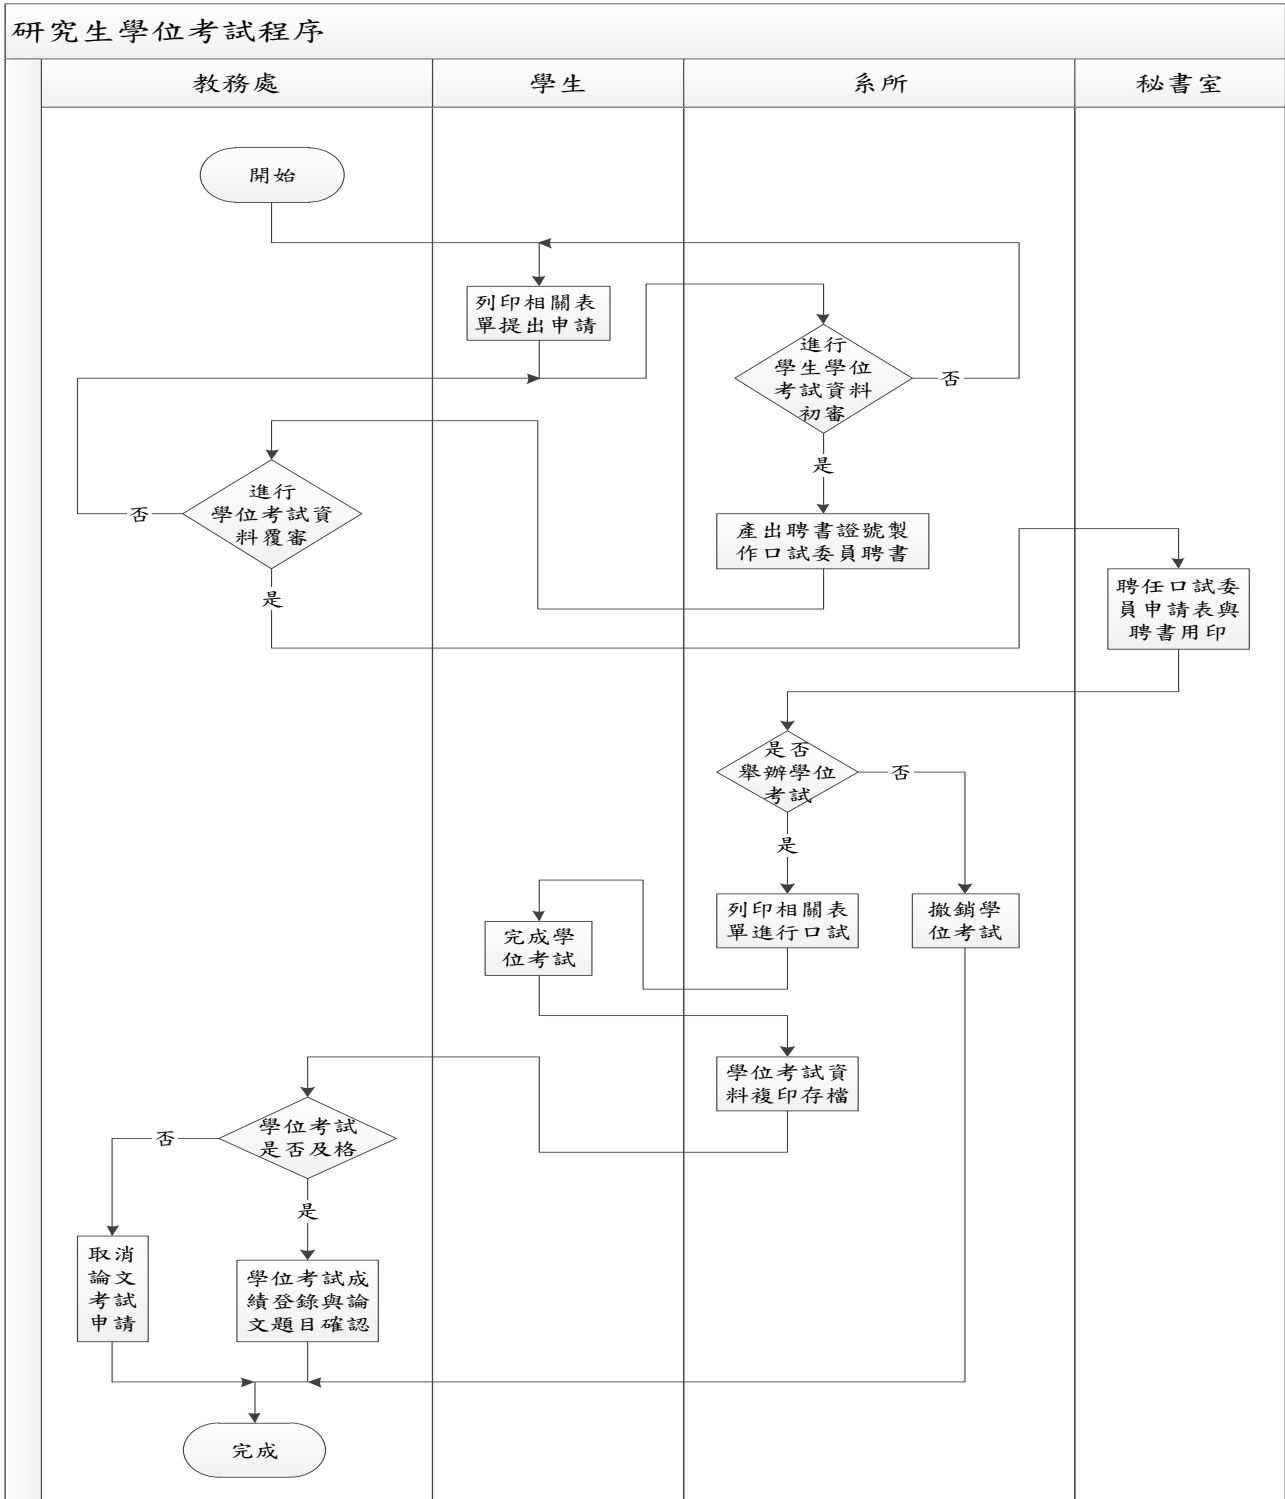 研究生學位考試程序
教務處
學生
系所
秘書室
開始
列印相關表
單提出申請
進行
學生學位
考試資料
初審
否
是
進行
學位考試資
料覆審
否
是
產出聘書證號製
作口試委員聘書
聘任口試委
員申請表與
聘書用印
是否
舉辦學位
考試
否
是
列印相關表
單進行口試
撤銷學
位考試
完成學
位考試
學位考試資
料複印存檔
學位考試
是否及格
否
是
取消
論文
考試
申請
學位考試成
績登錄與論
文題目確認
完成